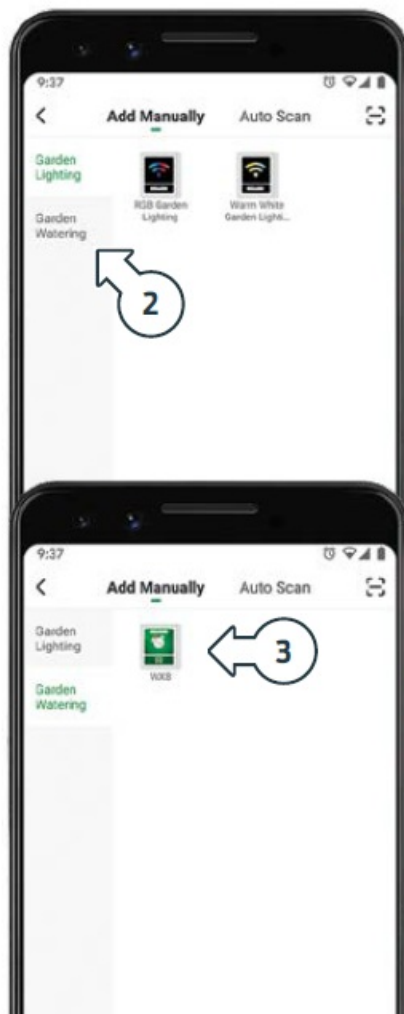 9:37
Add Manually
Auto Scan
Garden
Lighting
RGB Garden
Lighting
Warm White
Garden Lighti...
Garden
Watering
2
9:37
Add Manually
Auto Scan
Garden
Lighting
WX8
Garden
Watering
3